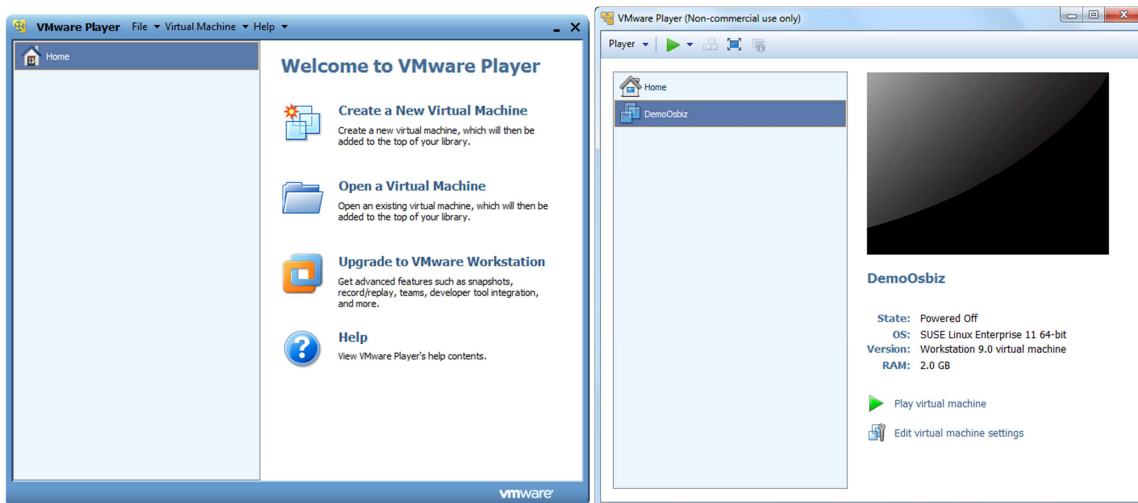 VMware Player File Virtual Machine Help
Home
Welcome to VMware Player
Create a New Virtual Machine
Create a new virtual machine, which will then be
added to the top of your library.
Open a Virtual Machine
Open an existing virtual machine, which will then be
added to the top of your library.
Upgrade to VMware Workstation
Get advanced features such as snapshots,
record/replay, teams, developer tool integration,
and more.
Help
View VMware Player's help contents.
vmware
VMware Player (Non-commercial use only)
Player
Home
DemoOsbiz
DemoOsbiz
State: Powered Off
OS: SUSE Linux Enterprise 11 64-bit
Version: Workstation 9.0 virtual machine
RAM: 2.0 GB
Play virtual machine
Edit virtual machine settings